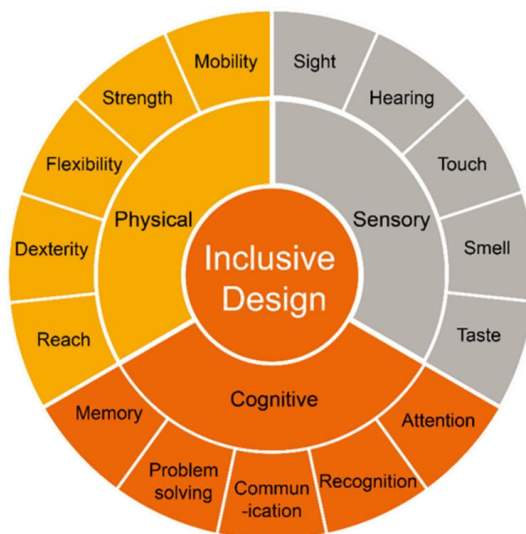 Mobility
Sight
Strength
Hearing
Flexibility
Touch
Physical
Sensory
Dexterity
Smell
Inclusive
Design
Reach
Taste
Cognitive
Memory
Attention
Problem
solving
Commun
-ication
Recognition